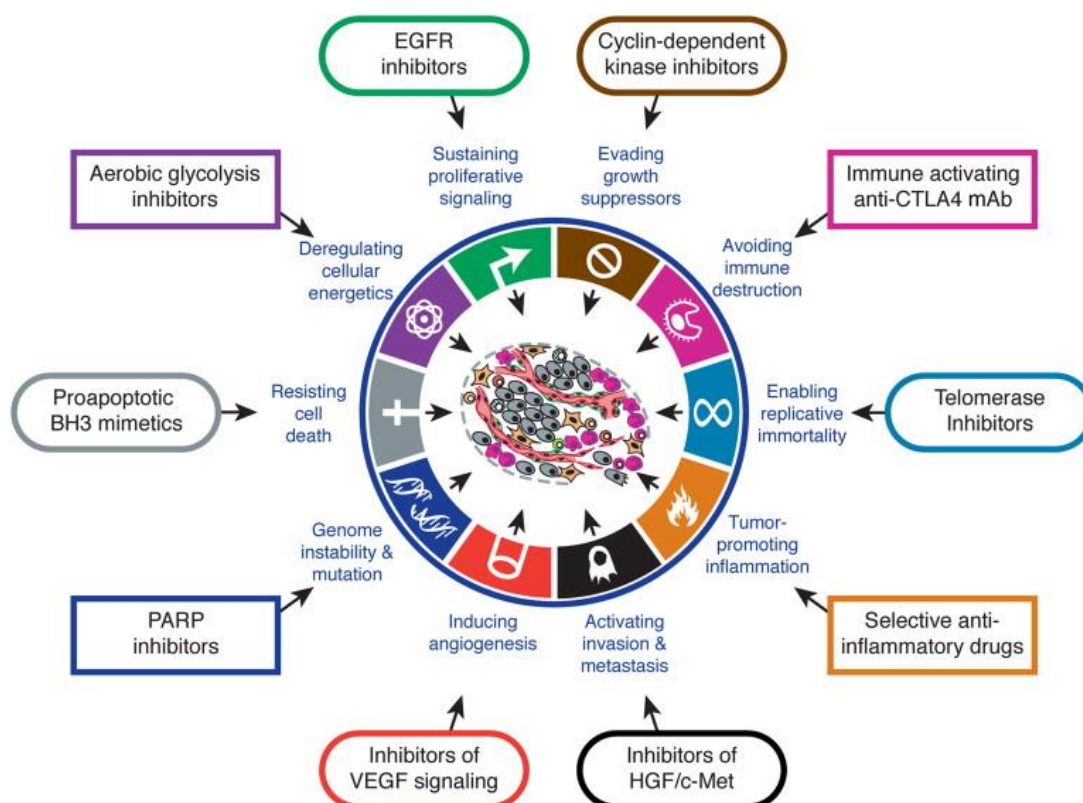 EGFR
inhibitors
Cyclin-dependent
kinase inhibitors
Sustaining
proliferative
signaling
Evading
growth
suppressors
Aerobic glycolysis
inhibitors
Immune activating
anti-CTLA4 mAb
Deregulating
cellular
energetics
Avoiding
immune
destruction
Proapoptotic
BH3 mimetics
Resisting
cell
death
Enabling
replicative
immortality
Telomerase
Inhibitors
Genome
instability &
mutation
Tumor-
promoting
inflammation
PARP
inhibitors
Inducing
angiogenesis
Activating
invasion &
metastasis
Selective anti-
inflammatory drugs
Inhibitors of
VEGF signaling
Inhibitors of
HGF/c-Met